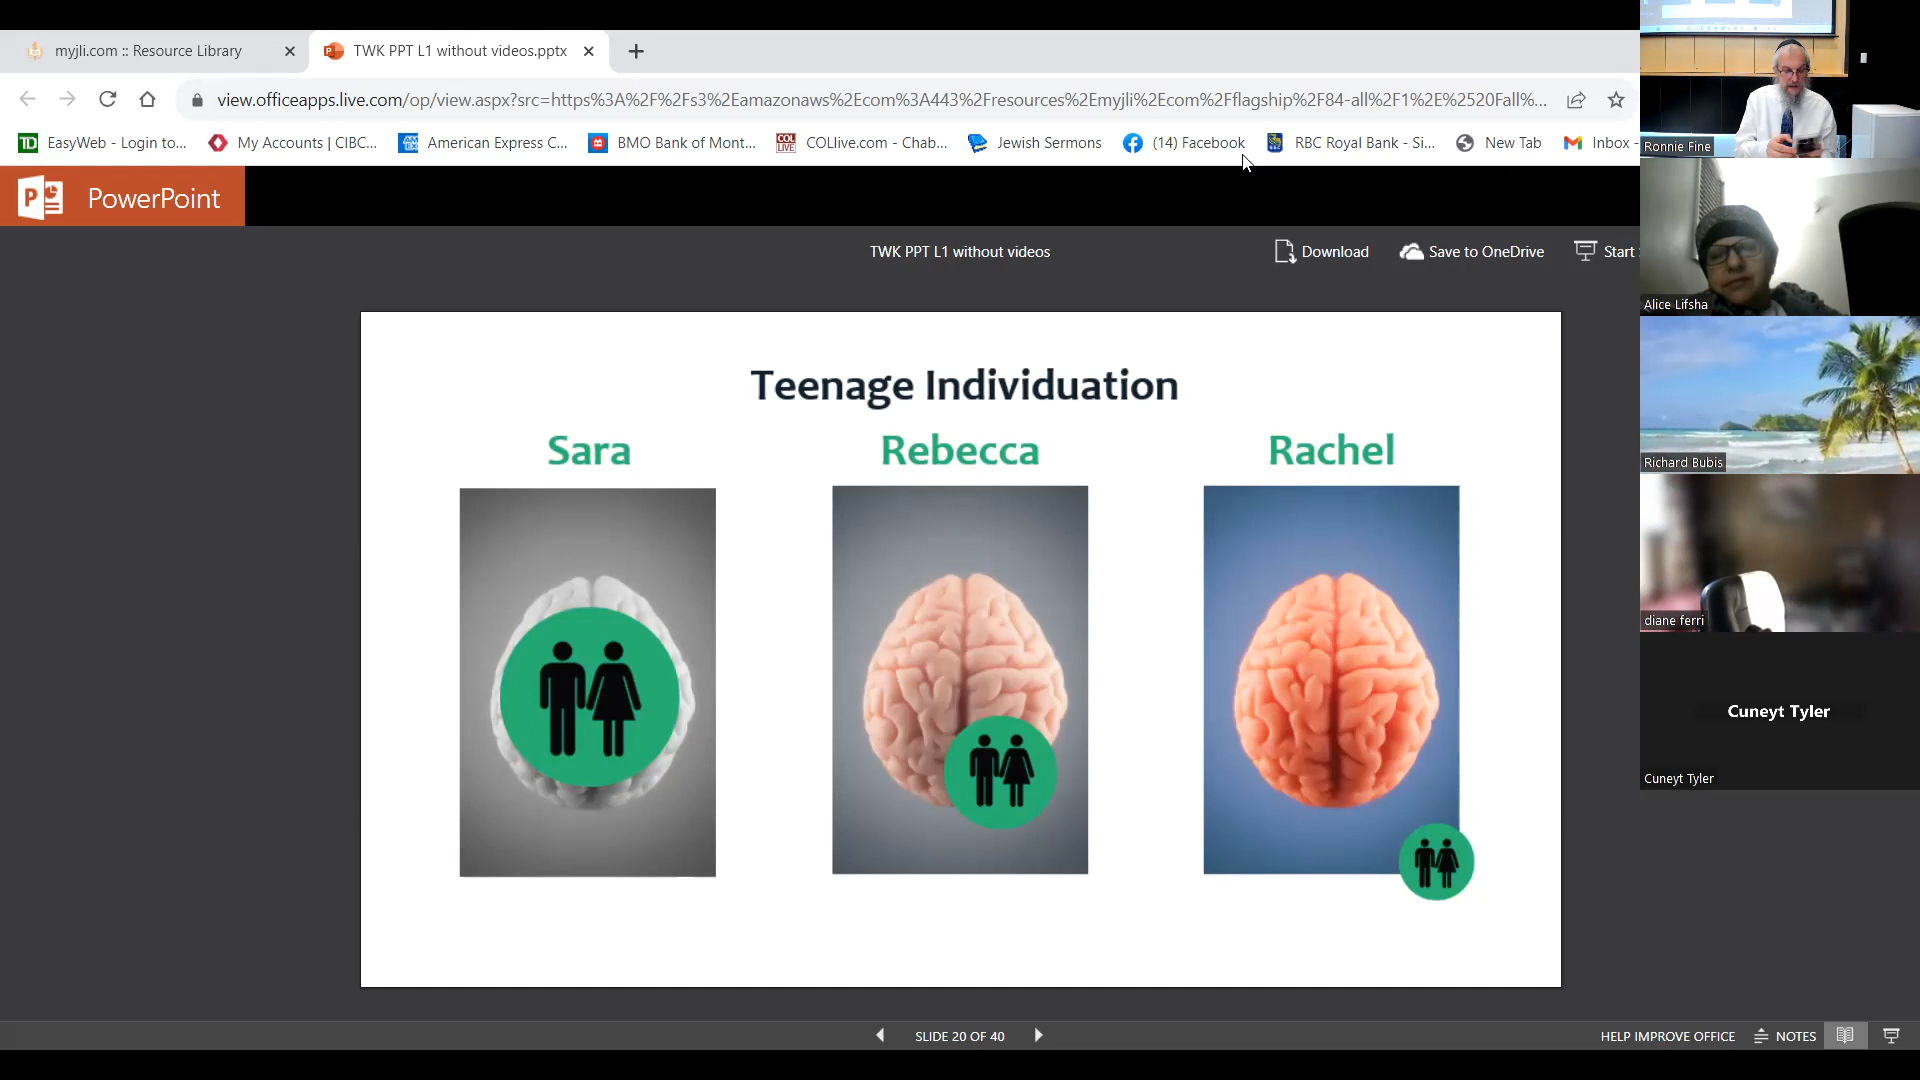 myjli.com :: Resource Library
TWK PPT L1 without videos.pptx
view.officeapps.live.com/op/view.aspx?src=https%3A%2F%2Fs3%2Eamazonaws%2Ecom%3A443%2Fresources%2Emyjli%2Ecom%2Fflagship%2F84-all%2F1%2E%2520Fall%...
TD EasyWeb - Login to...
My Accounts | CIBC...
AM EX American Express C...
BMO Bank of Mont...
COL LIVE COLlive.com - Chab...
Jewish Sermons
(14) Facebook
RBC Royal Bank - Si...
New Tab
Inbox -
P PowerPoint
TWK PPT L1 without videos
Download
Save to OneDrive
Start
Teenage Individuation
Sara
Rebecca
Rachel
SLIDE 20 OF 40
HELP IMPROVE OFFICE
NOTES
Ronnie Fine
Alice Lifsha
Richard Bubis
diane ferri
Cuneyt Tyler
Cuneyt Tyler